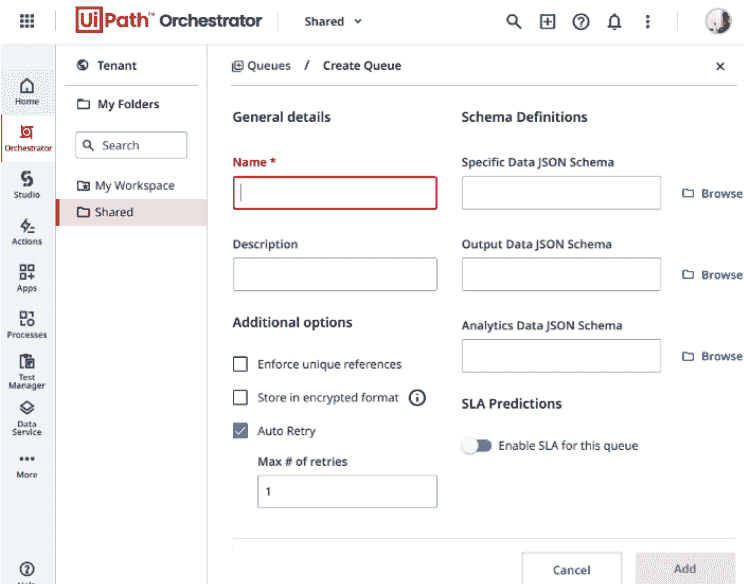 UiPath™ Orchestrator
Shared
Home
Orchestrator
Studio
Actions
Apps
Processes
Test
Manager
Data
Service
More
Tenant
My Folders
Search
My Workspace
Shared
Queues / Create Queue
General details
Name *
Description
Additional options
Enforce unique references
Store in encrypted format
Auto Retry
Max # of retries
1
Schema Definitions
Specific Data JSON Schema
Browse
Output Data JSON Schema
Browse
Analytics Data JSON Schema
Browse
SLA Predictions
Enable SLA for this queue
Cancel
Add